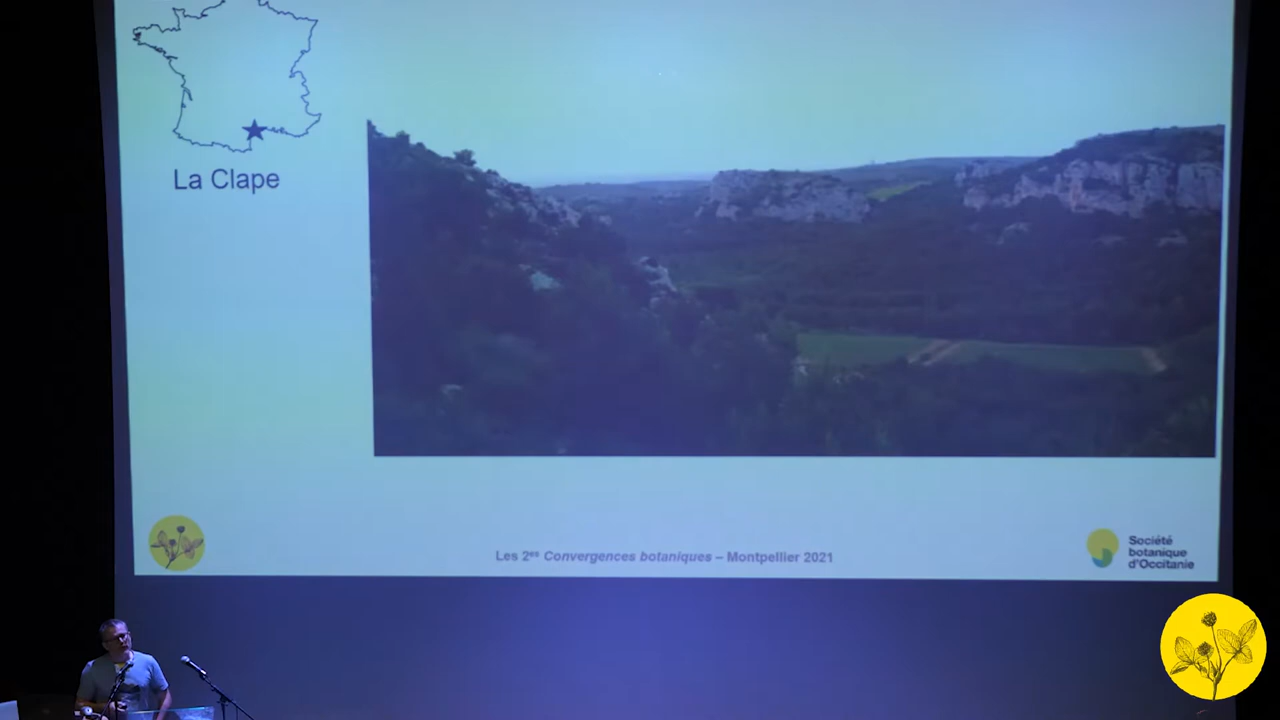 La Clape
Les 2es Convergences botaniques – Montpellier 2021
Société
botanique
d'Occitanie